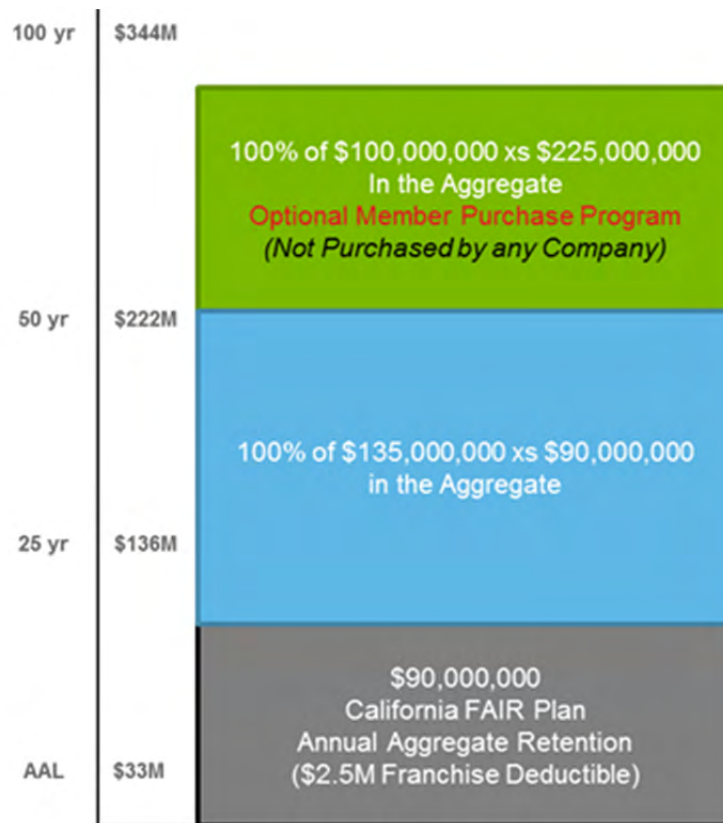 100 yr $344M
100% of $100,000,000 xs $225,000,000
In the Aggregate
Optional Member Purchase Program
(Not Purchased by any Company)
50 yr $222M
100% of $135,000,000 xs $90,000,000
in the Aggregate
25 yr $136M
$90,000,000
California FAIR Plan
Annual Aggregate Retention
AAL $33M
($2.5M Franchise Deductible)